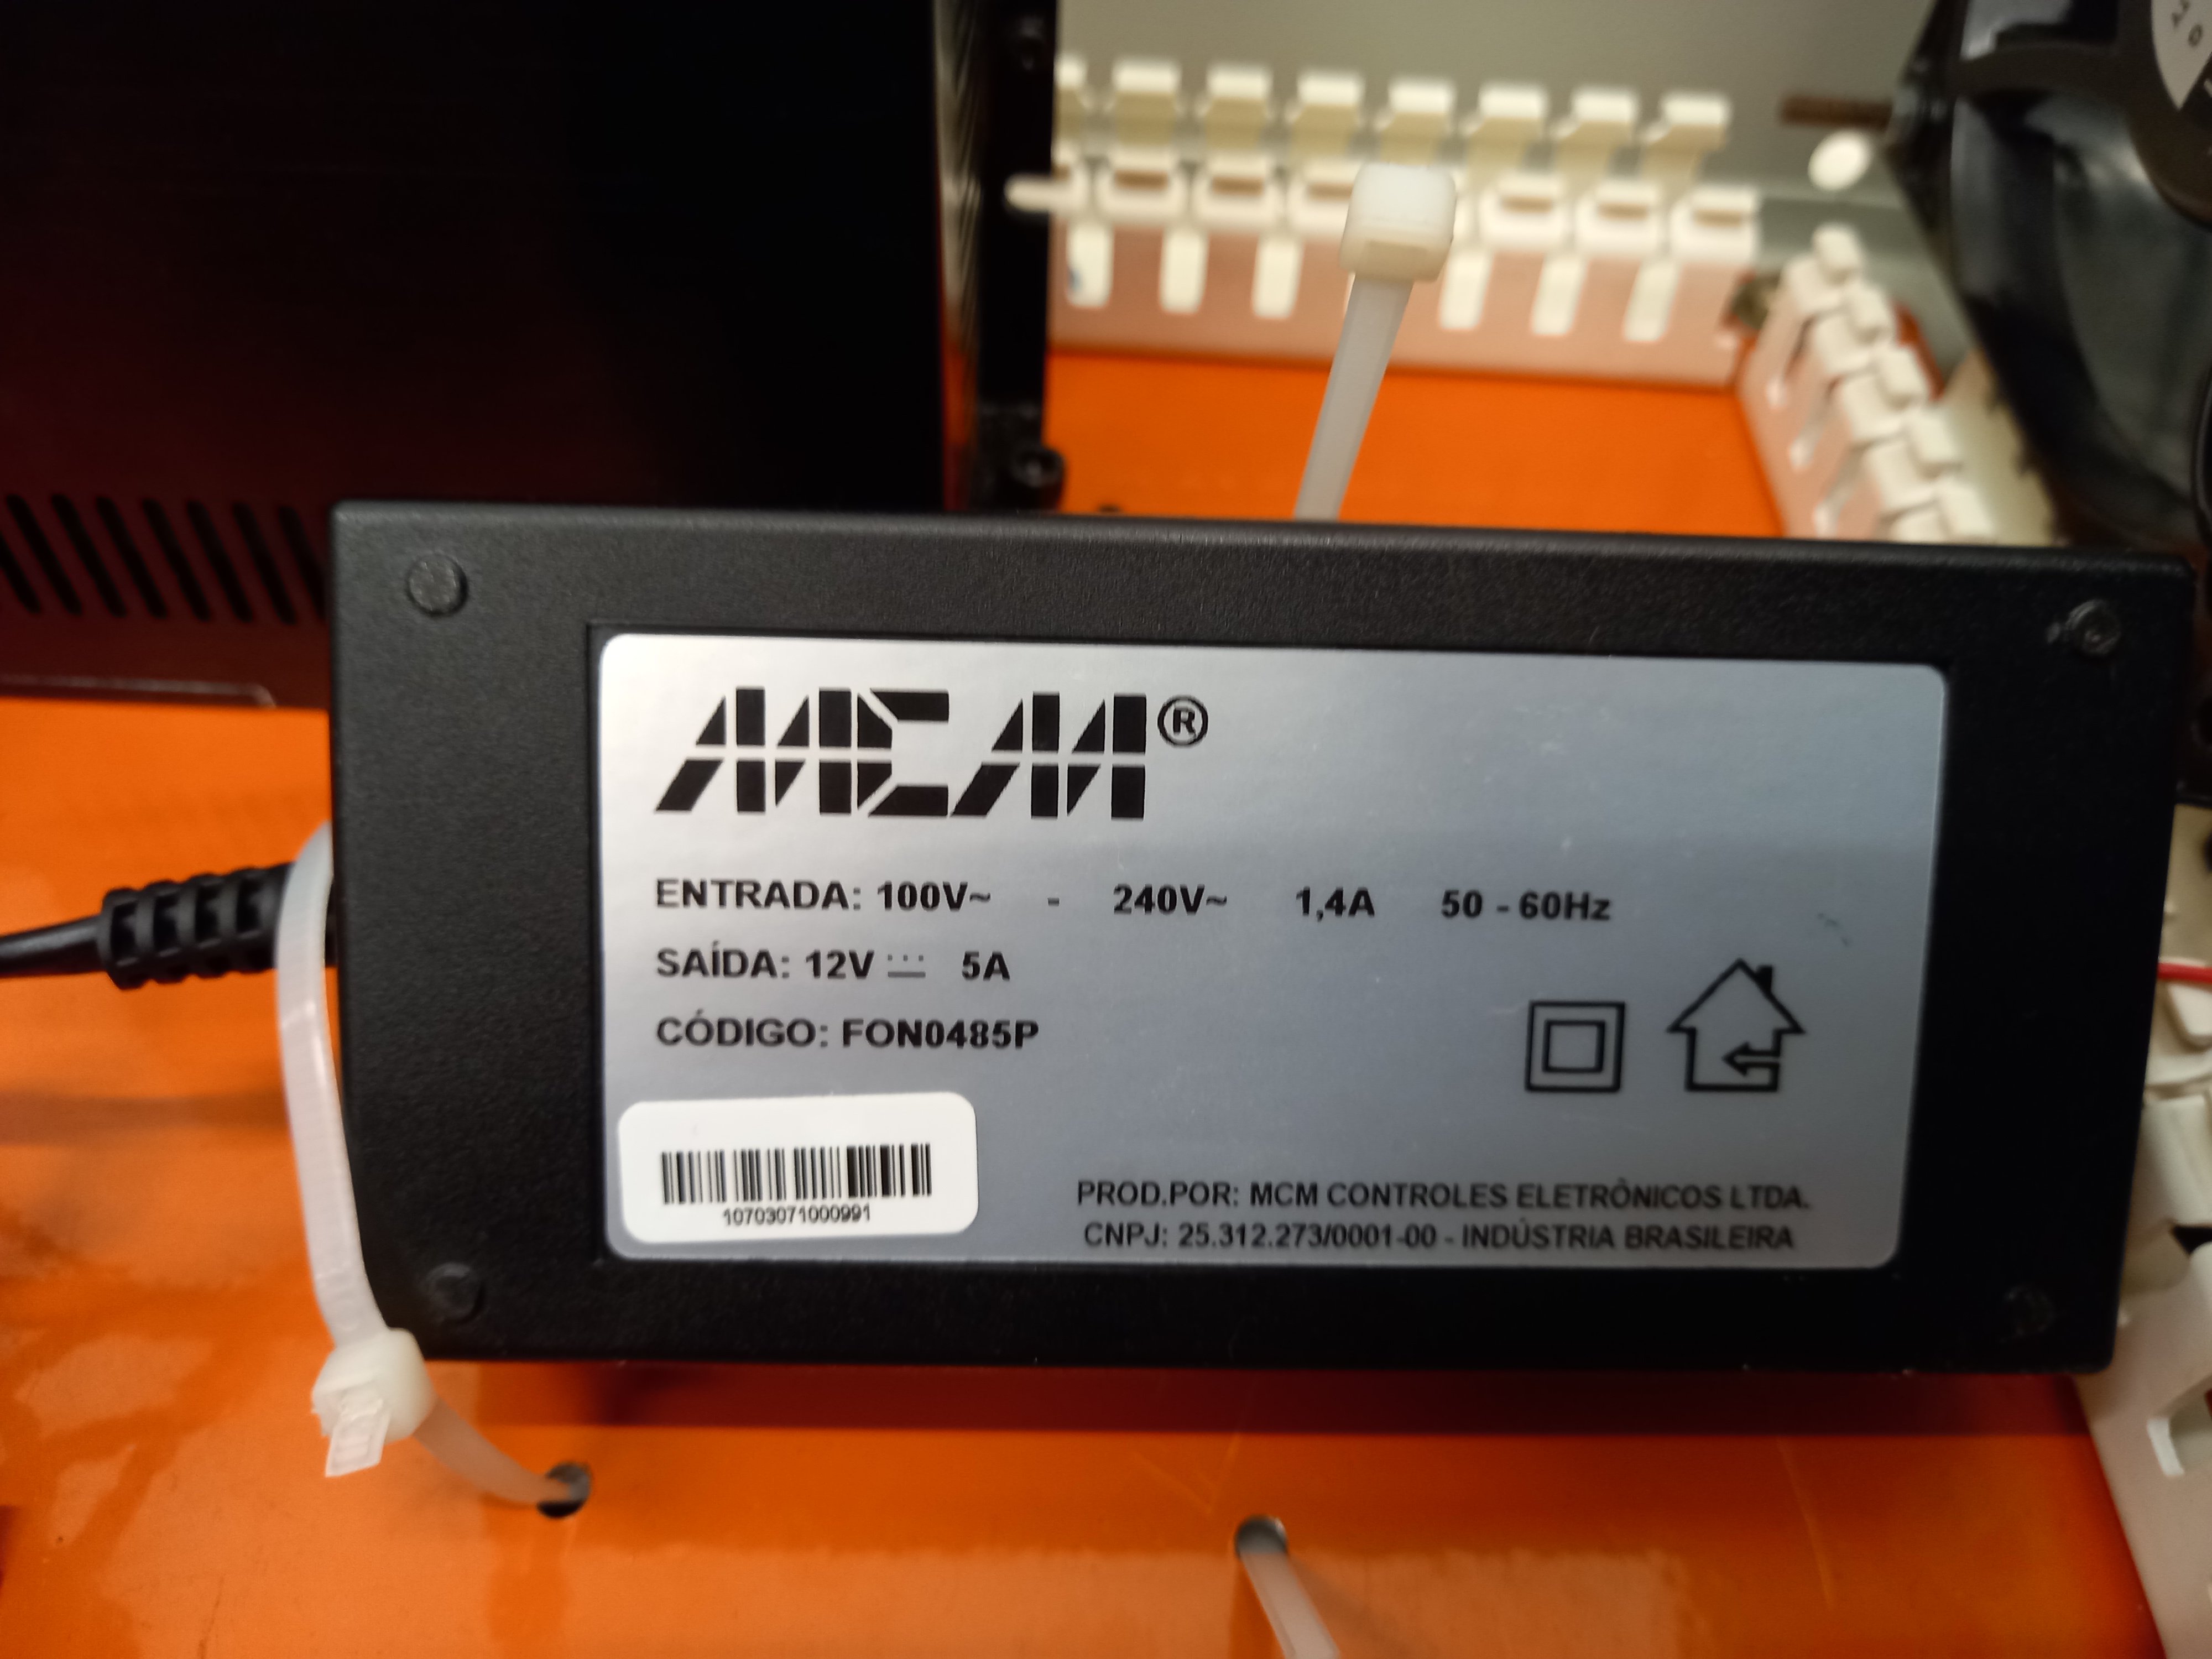 MCM®
ENTRADA: 100V~ - 240V~ 1,4A 50 - 60Hz
SAÍDA: 12V ⎓ 5A
CÓDIGO: FON0485P
10703071000991
PROD.POR: MCM CONTROLES ELETRÔNICOS LTDA.
CNPJ: 25.312.273/0001-00 - INDÚSTRIA BRASILEIRA